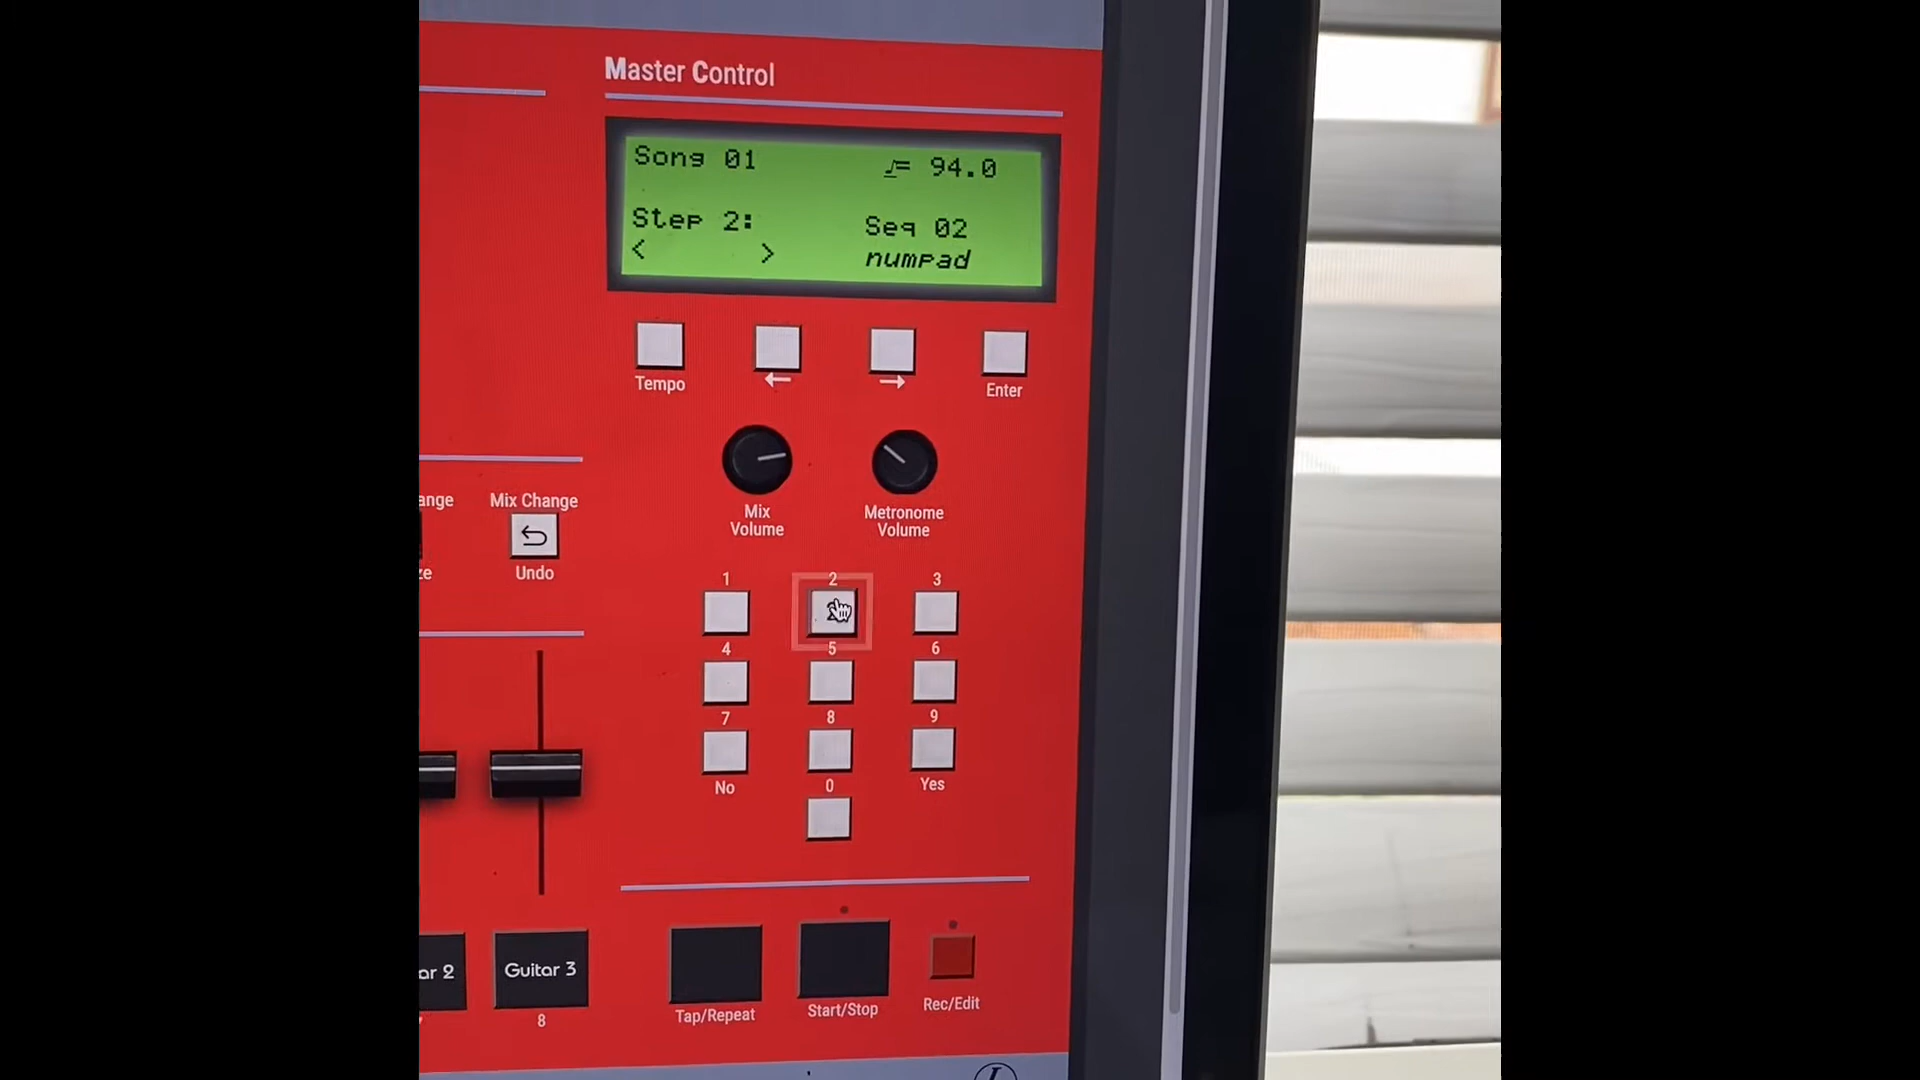 Master Control
Song 01 ♪= 94.0
Step 2: Seq 02
< > numpad
Tempo ← → Enter
Mix Volume
Metronome Volume
ange Mix Change
ze Undo
1 2 3
4 5 6
7 8 9
No 0 Yes
ar 2 Guitar 3
8
Tap/Repeat Start/Stop Rec/Edit